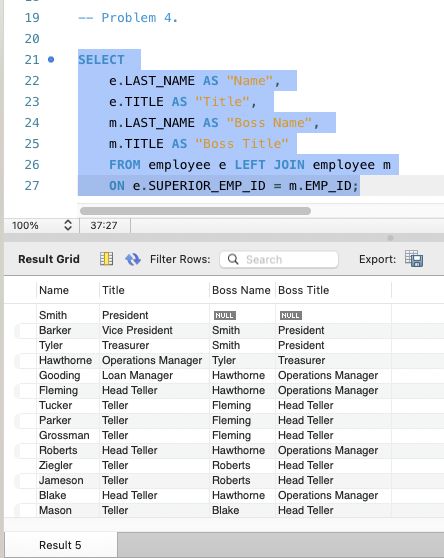 19 -- Problem 4.
20
21 SELECT
22 e.LAST_NAME AS "Name",
23 e.TITLE AS "Title",
24 m.LAST_NAME AS "Boss Name",
25 m.TITLE AS "Boss Title"
26 FROM employee e LEFT JOIN employee m
27 ON e.SUPERIOR_EMP_ID = m.EMP_ID;
100% 37:27
Result Grid Filter Rows: Search Export:
Name Title Boss Name Boss Title
Smith President NULL NULL
Barker Vice President Smith President
Tyler Treasurer Smith President
Hawthorne Operations Manager Tyler Treasurer
Gooding Loan Manager Hawthorne Operations Manager
Fleming Head Teller Hawthorne Operations Manager
Tucker Teller Fleming Head Teller
Parker Teller Fleming Head Teller
Grossman Teller Fleming Head Teller
Roberts Head Teller Hawthorne Operations Manager
Ziegler Teller Roberts Head Teller
Jameson Teller Roberts Head Teller
Blake Head Teller Hawthorne Operations Manager
Mason Teller Blake Head Teller
Result 5